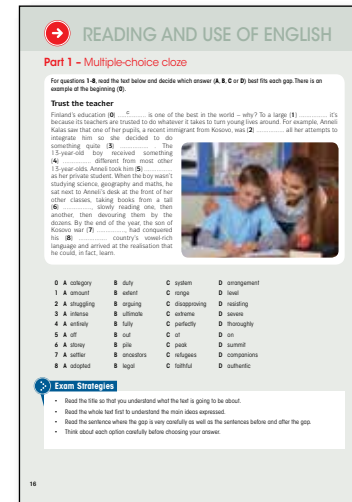 READING AND USE OF ENGLISH
Part 1 – Multiple-choice cloze
For questions 1-8, read the text below and decide which answer (A, B, C or D) best fits each gap. There is an
example at the beginning (0).
Trust the teacher
Finland's education (0) ....C.... is one of the best in the world – why? To a large (1) ................ it's
because its teachers are trusted to do whatever it takes to turn young lives around. For example, Anneli
Kalas saw that one of her pupils, a recent immigrant from Kosovo, was (2) ................ all her attempts to
integrate him so she decided to do
something quite (3) ................ . The
13-year-old boy received something
(4) ................ different from most other
13-year-olds. Anneli took him (5) ................
as her private student. When the boy wasn't
studying science, geography and maths, he
sat next to Anneli's desk at the front of her
other classes, taking books from a tall
(6) ................, slowly reading one, then
another, then devouring them by the
dozens. By the end of the year, the son of
Kosovo war (7) ................, had conquered
his (8) ................ country's vowel-rich
language and arrived at the realisation that
he could, in fact, learn.
0 A category B duty C system D arrangement
1 A amount B extent C range D level
2 A struggling B arguing C disapproving D resisting
3 A intense B ultimate C extreme D severe
4 A entirely B fully C perfectly D thoroughly
5 A off B out C at D on
6 A storey B pile C peak D summit
7 A settler B ancestors C refugees D companions
8 A adopted B legal C faithful D authentic
Exam Strategies
• Read the title so that you understand what the text is going to be about.
• Read the whole text first to understand the main ideas expressed.
• Read the sentence where the gap is very carefully as well as the sentences before and after the gap.
• Think about each option carefully before choosing your answer.
16